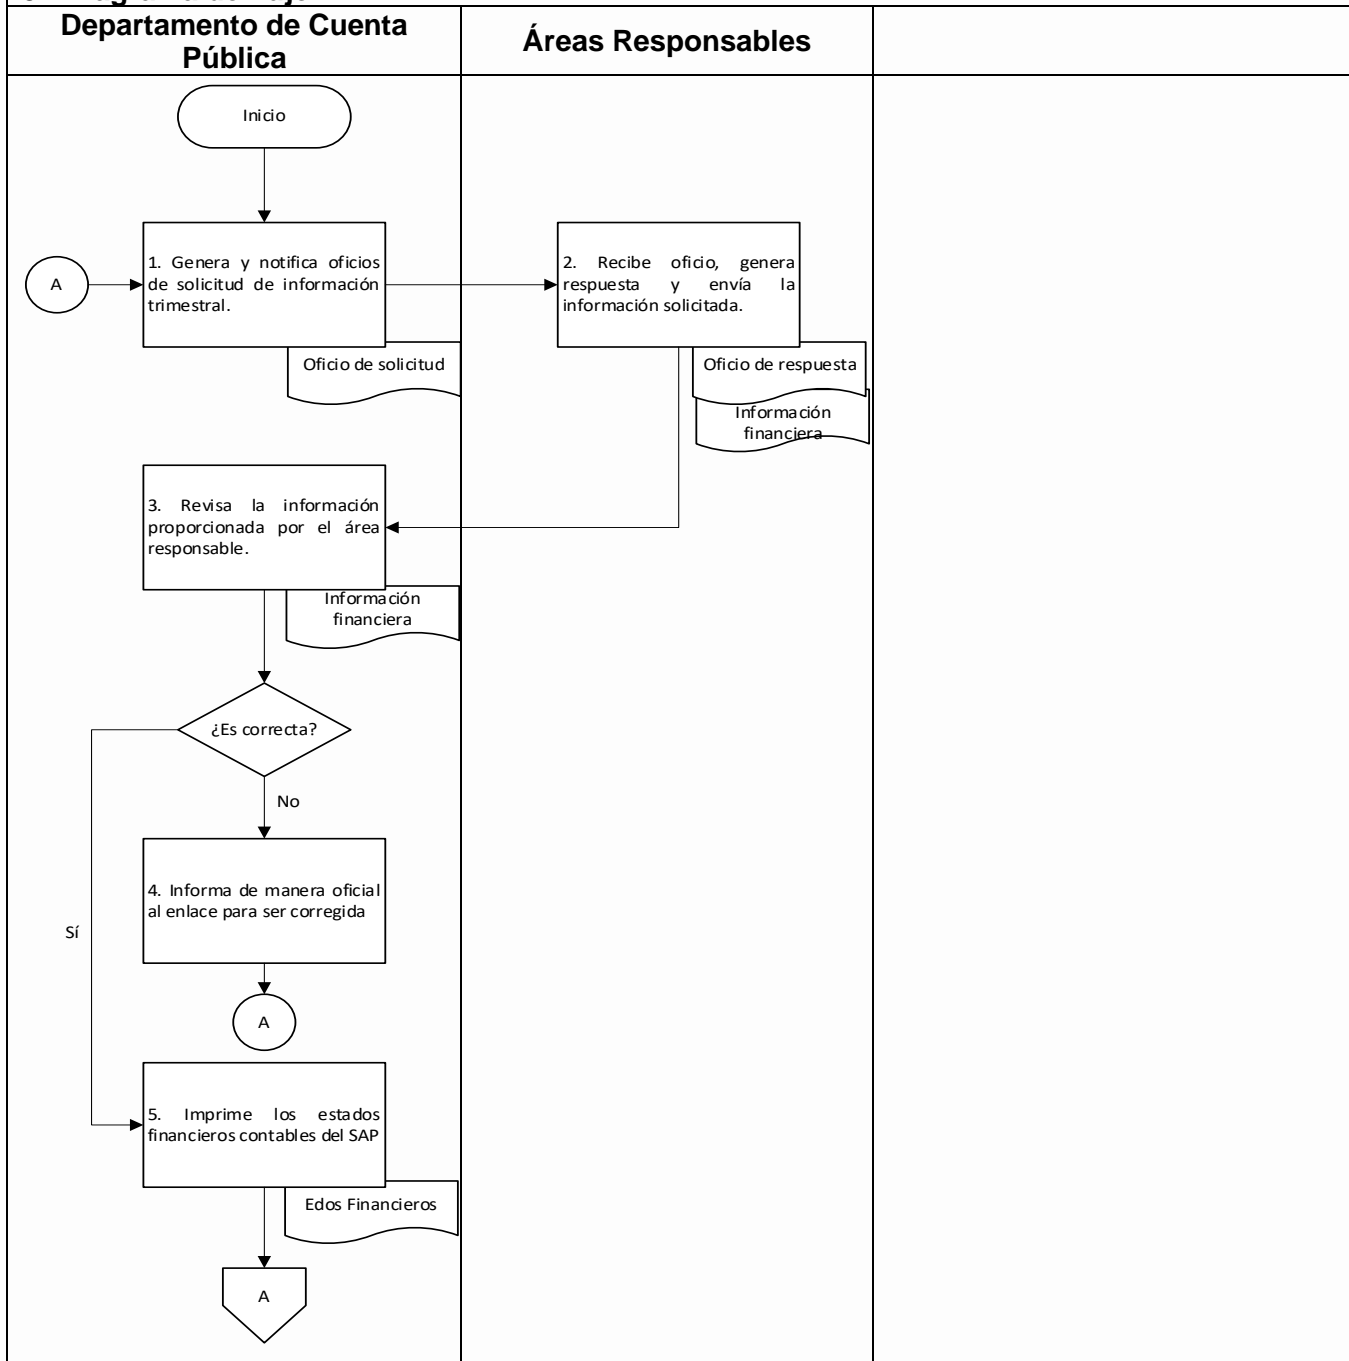 Departamento de Cuenta
Pública
Áreas Responsables
Inicio
A
1. Genera y notifica oficios
de solicitud de información
trimestral.
Oficio de solicitud
2. Recibe oficio, genera
respuesta y envía la
información solicitada.
Oficio de respuesta
Información
financiera
3. Revisa la información
proporcionada por el área
responsable.
Información
financiera
¿Es correcta?
No
4. Informa de manera oficial
al enlace para ser corregida
Sí
A
5. Imprime los estados
financieros contables del SAP
Edos Financieros
A